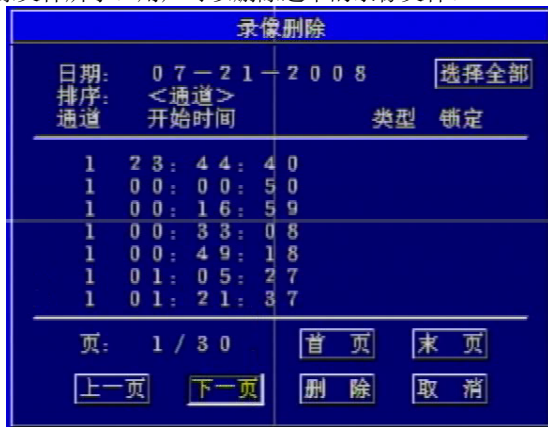 录像删除
日期: 07-21-2008 选择全部
排序: <通道>
通道 开始时间 类型 锁定
1 23:44:40
1 00:00:50
1 00:16:59
1 00:33:08
1 00:49:18
1 01:05:27
1 01:21:37
页: 1/30 首 页 末 页
上一页 下一页 删 除 取 消